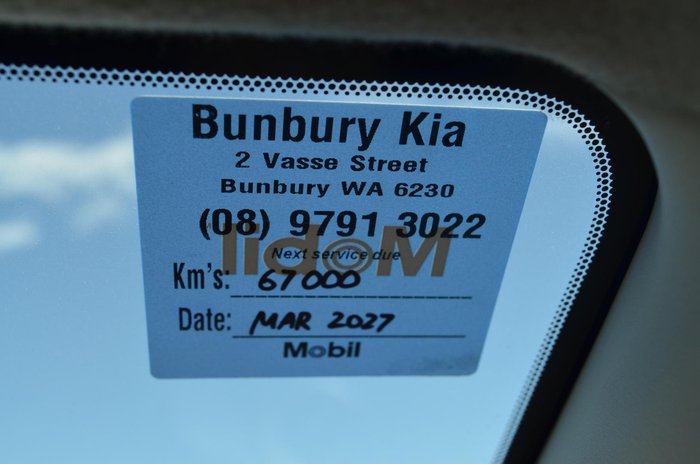 Bunbury Kia
2 Vasse Street
Bunbury WA 6230
(08) 9791 3022
Mobil
Next service due
Km's: 67000
Date: MAR 2027
Mobil